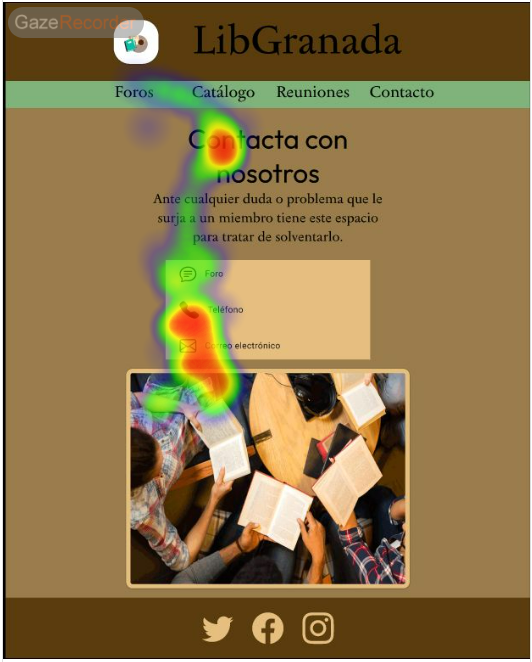 GazeRecorder
LibGranada
Foros Catálogo Reuniones Contacto
Contacta con
nosotros
Ante cualquier duda o problema que le
surja a un miembro tiene este espacio
para tratar de solventarlo.
Foro
Teléfono
Correo electrónico